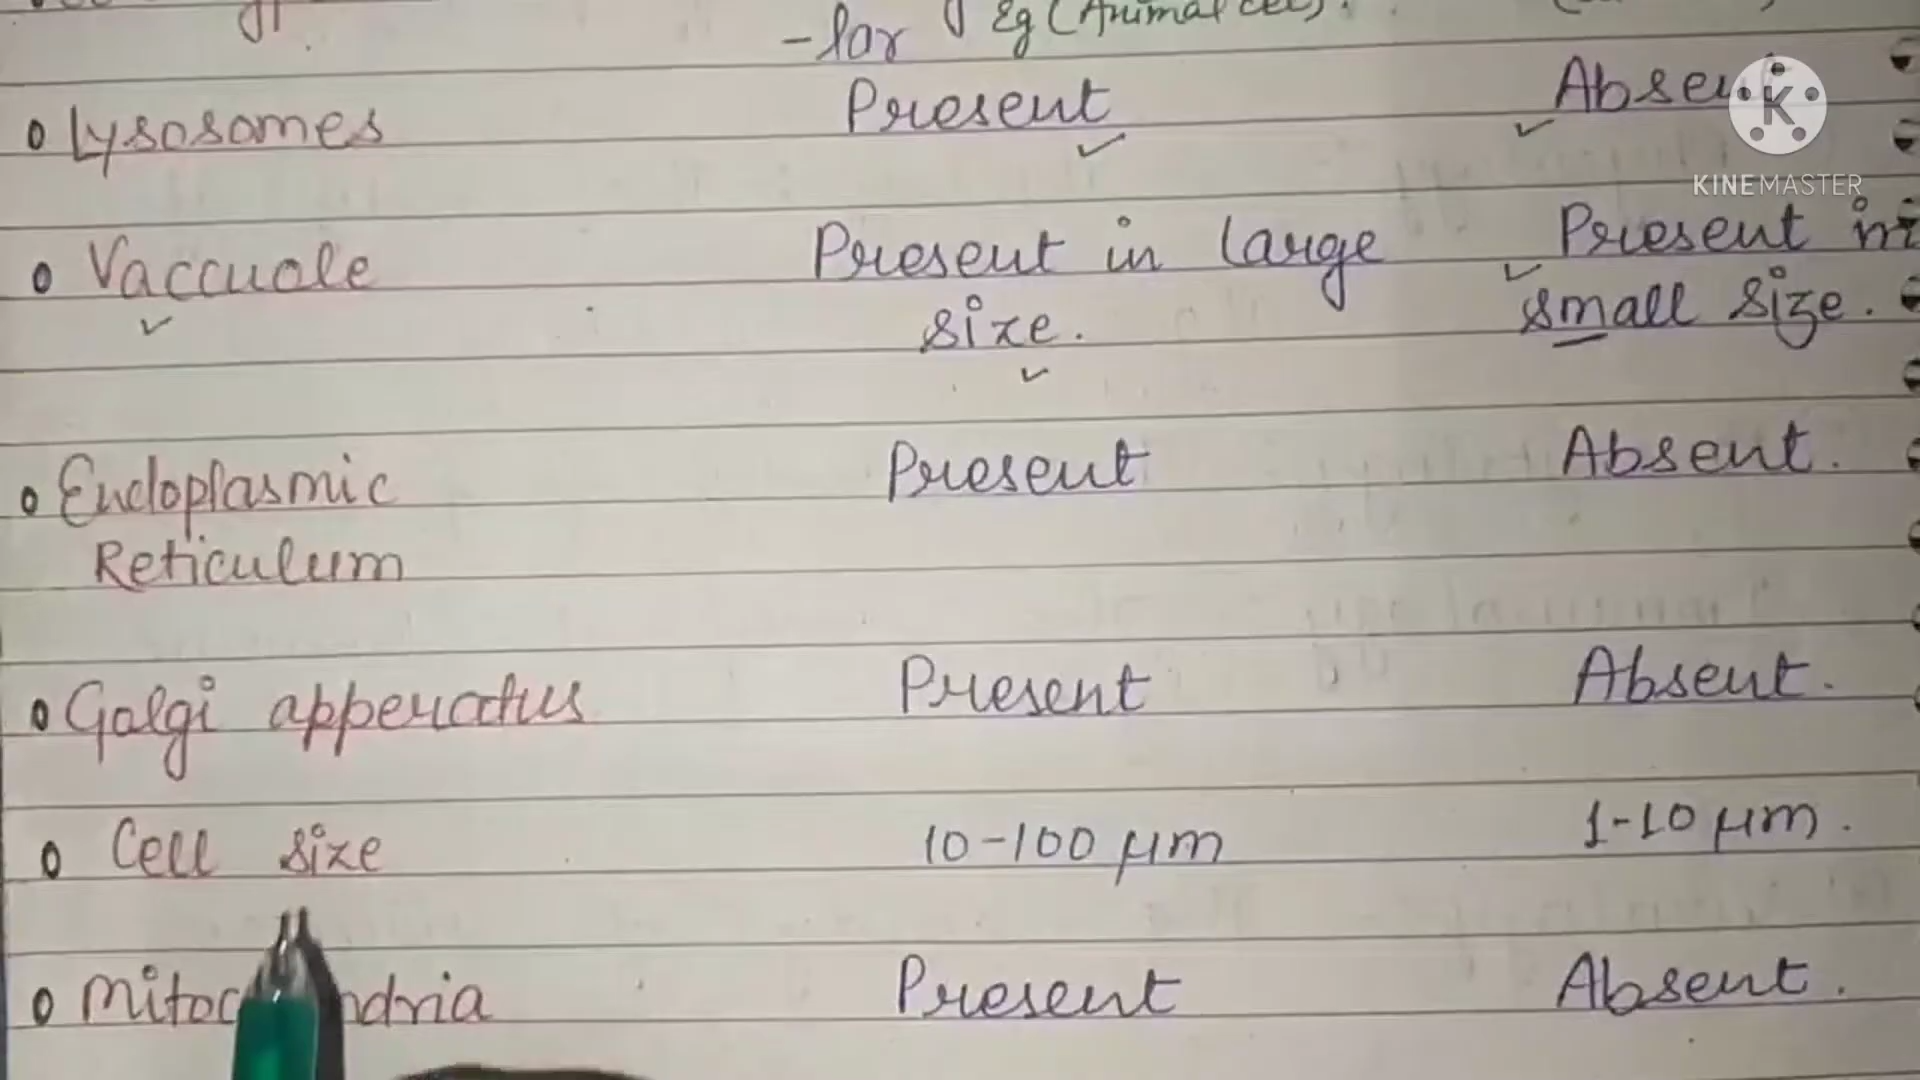 -lar Eg (Animal cell).
• Lysosomes Present Absent
KINEMASTER
• Vaccuole Present in large Present in
size. small size.
• Endoplasmic Present Absent.
Reticulum
• Golgi apperatus Present Absent.
• Cell size 10-100 μm 1-10 μm.
• Mitochondria Present Absent.